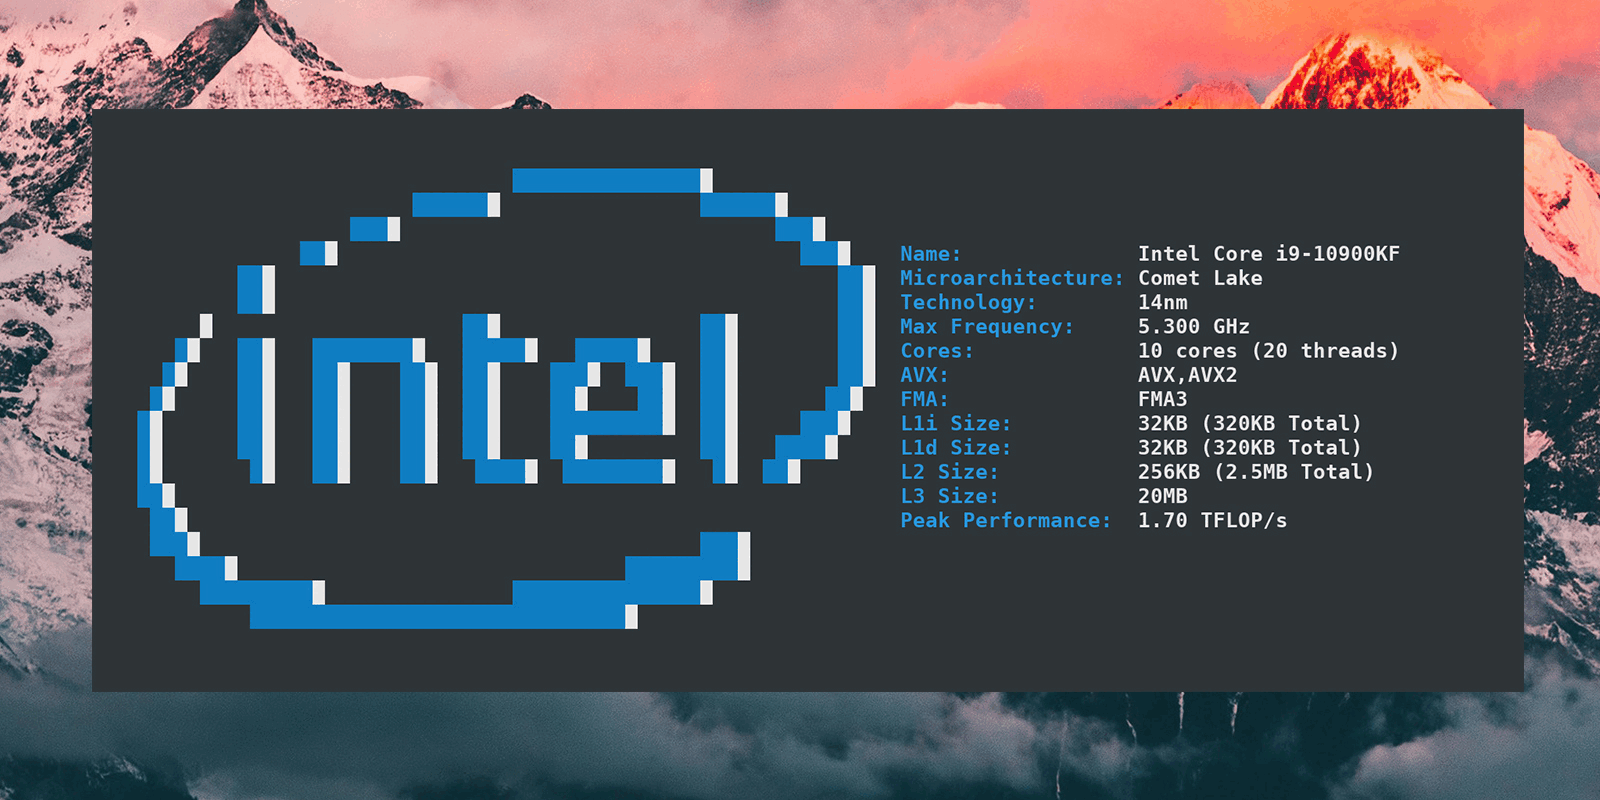 intel
Name: Intel Core i9-10900KF
Microarchitecture: Comet Lake
Technology: 14nm
Max Frequency: 5.300 GHz
Cores: 10 cores (20 threads)
AVX: AVX,AVX2
FMA: FMA3
L1i Size: 32KB (320KB Total)
L1d Size: 32KB (320KB Total)
L2 Size: 256KB (2.5MB Total)
L3 Size: 20MB
Peak Performance: 1.70 TFLOP/s